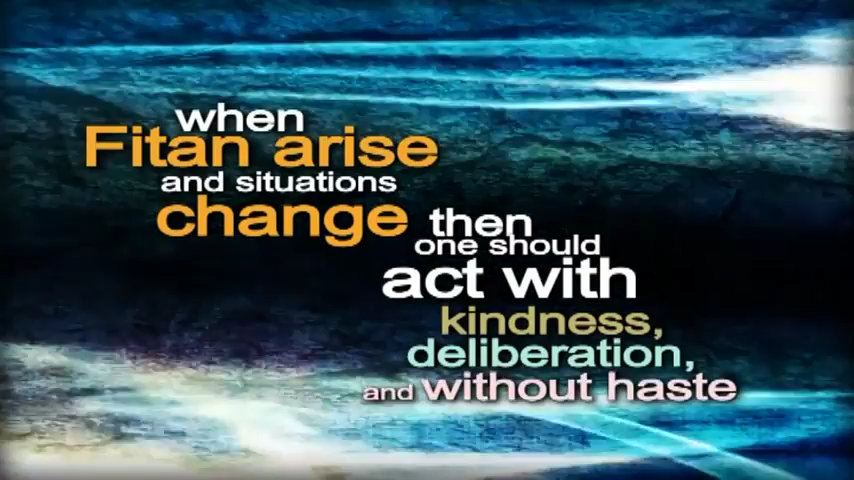 when
Fitan arise
and situations
change then
one should
act with
kindness,
deliberation,
and without haste